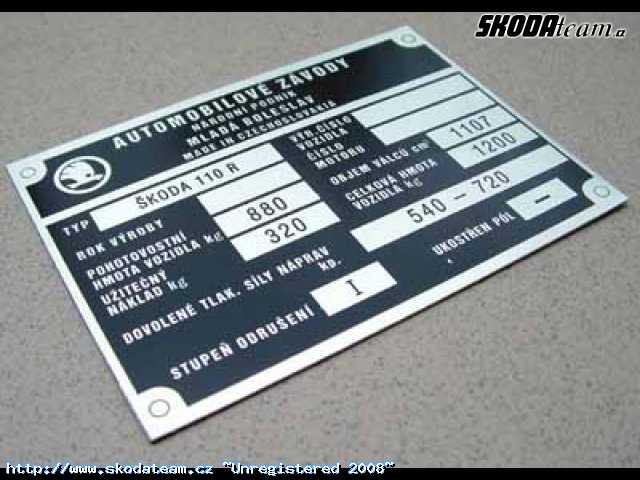 ŠKODAteam.cz
AUTOMOBILOVÉ ZÁVODY
NÁRODNÍ PODNIK
MLADÁ BOLESLAV
MADE IN CZECHOSLOVAKIA
TYP ŠKODA 110 R
VÝR. ČÍSLO
VOZIDLA
ČÍSLO
MOTORU
ROK VÝROBY
OBJEM VÁLCŮ cm³ 1107
POHOTOVOSTNÍ
HMOTA VOZIDLA kg 880
CELKOVÁ HMOTA
VOZIDLA kg 1200
UŽITEČNÝ
NÁKLAD kg 320
DOVOLENÉ TLAK. SÍLY NÁPRAV
kp. 540 - 720
STUPEŇ ODRUŠENÍ I
UKOSTŘEN PÓL —
http://www.skodateam.cz ~Unregistered 2008~